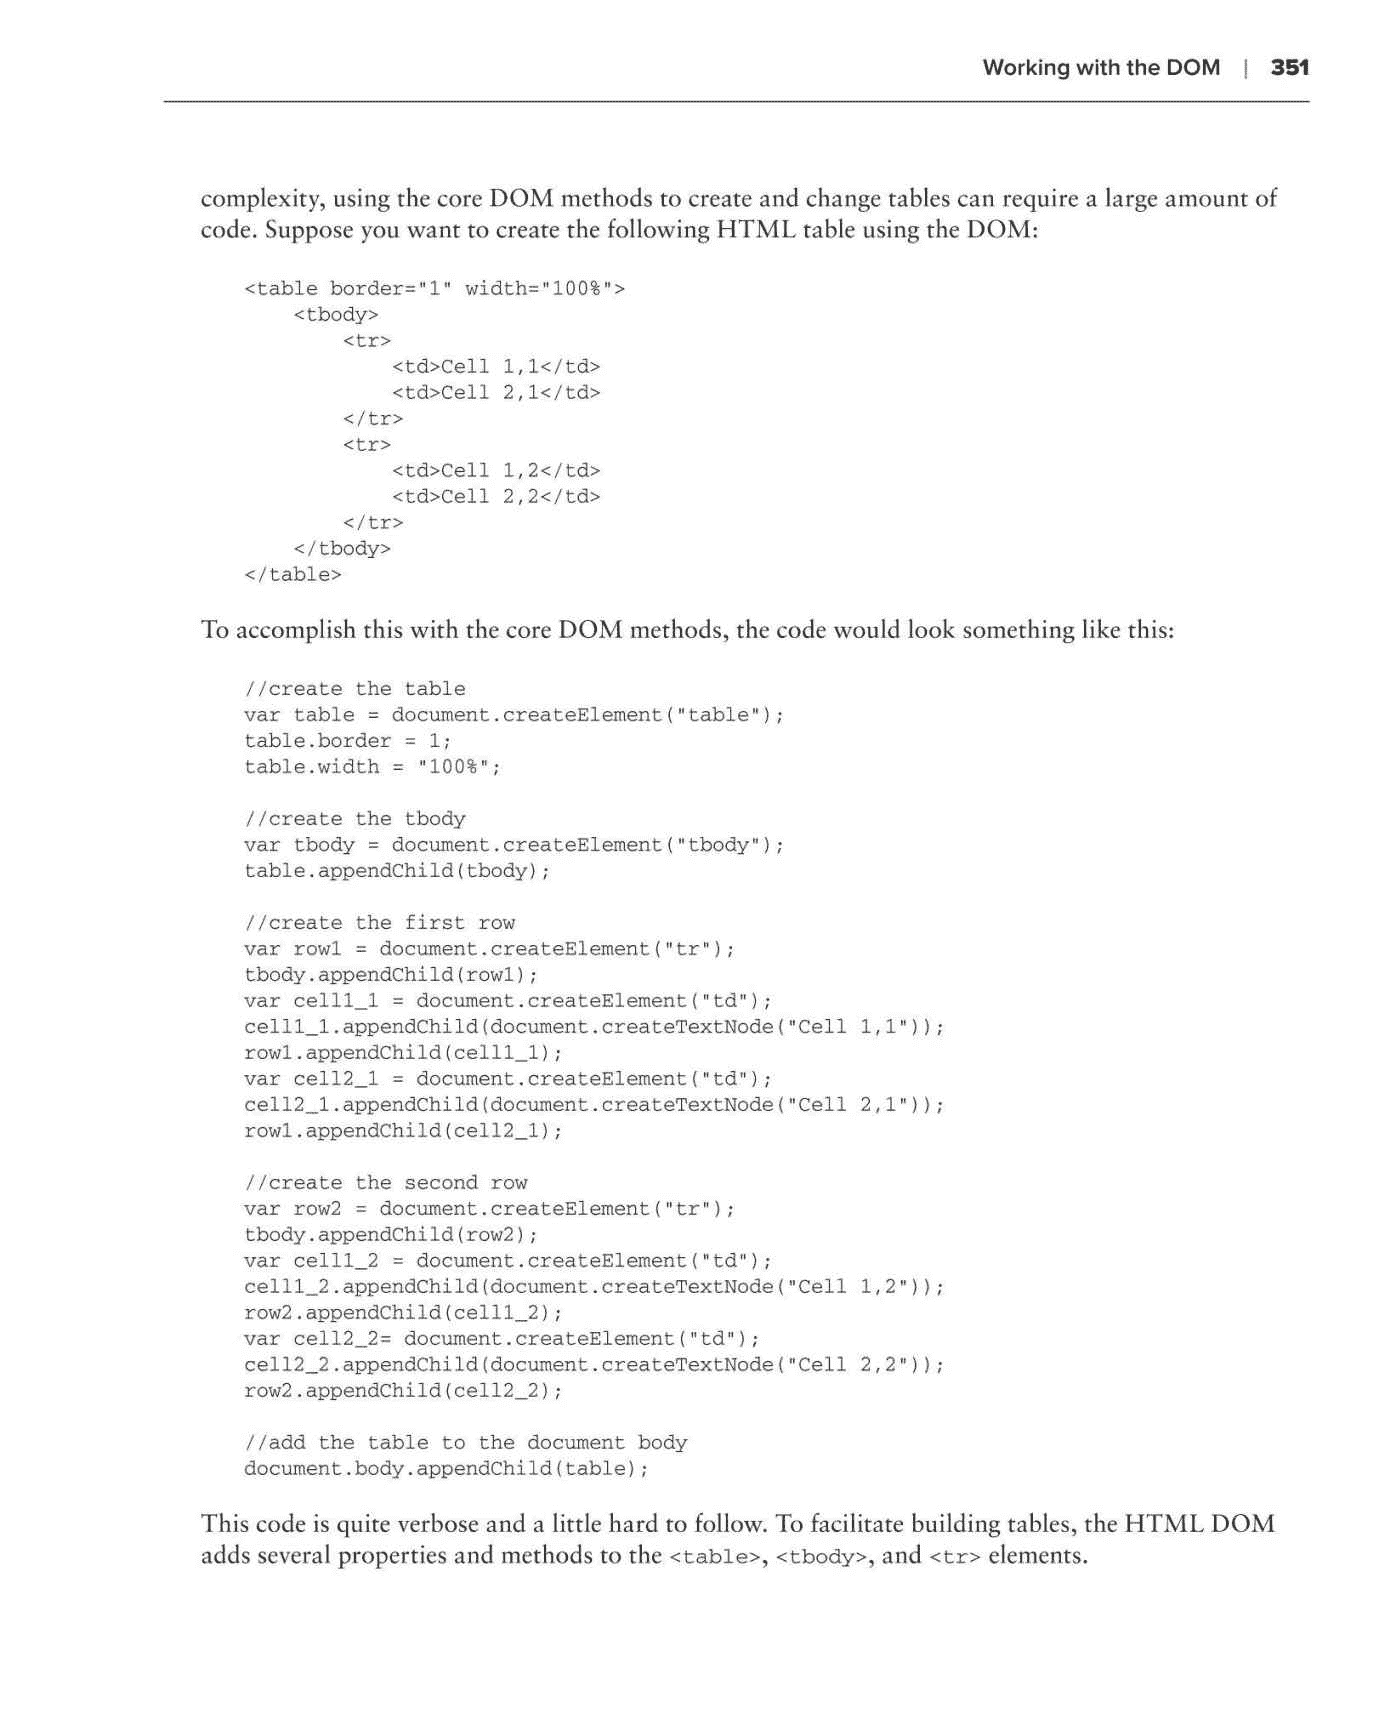 Working with the DOM | 351
complexity, using the core DOM methods to create and change tables can require a large amount of
code. Suppose you want to create the following HTML table using the DOM:
<table border="1" width="100%">
    <tbody>
        <tr>
            <td>Cell 1,1</td>
            <td>Cell 2,1</td>
        </tr>
        <tr>
            <td>Cell 1,2</td>
            <td>Cell 2,2</td>
        </tr>
    </tbody>
</table>
To accomplish this with the core DOM methods, the code would look something like this:
//create the table
var table = document.createElement("table");
table.border = 1;
table.width = "100%";
//create the tbody
var tbody = document.createElement("tbody");
table.appendChild(tbody);
//create the first row
var row1 = document.createElement("tr");
tbody.appendChild(row1);
var cell1_1 = document.createElement("td");
cell1_1.appendChild(document.createTextNode("Cell 1,1"));
row1.appendChild(cell1_1);
var cell2_1 = document.createElement("td");
cell2_1.appendChild(document.createTextNode("Cell 2,1"));
row1.appendChild(cell2_1);
//create the second row
var row2 = document.createElement("tr");
tbody.appendChild(row2);
var cell1_2 = document.createElement("td");
cell1_2.appendChild(document.createTextNode("Cell 1,2"));
row2.appendChild(cell1_2);
var cell2_2= document.createElement("td");
cell2_2.appendChild(document.createTextNode("Cell 2,2"));
row2.appendChild(cell2_2);
//add the table to the document body
document.body.appendChild(table);
This code is quite verbose and a little hard to follow. To facilitate building tables, the HTML DOM
adds several properties and methods to the <table>, <tbody>, and <tr> elements.